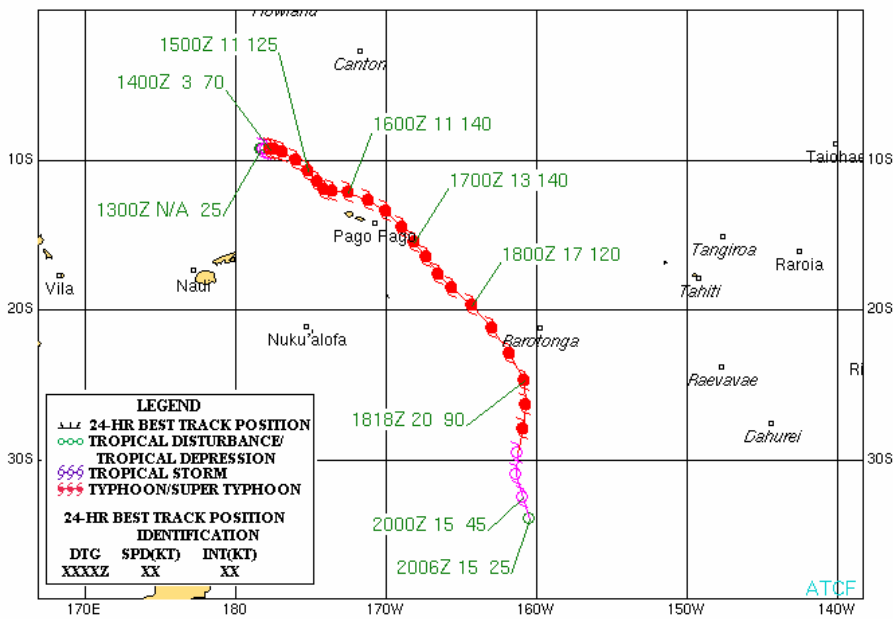 Howland
1500Z 11 125
Canton
1400Z 3 70
1600Z 11 140
10S
10S
Taiohae
1700Z 13 140
1300Z N/A 25
Pago Pago
Tangiroa
1800Z 17 120
Raroia
Vila
Nadi
Tahiti
20S
20S
Nuku'alofa
Rarotonga
Raevavae
Ri
LEGEND
24-HR BEST TRACK POSITION
TROPICAL DISTURBANCE/
TROPICAL DEPRESSION
TROPICAL STORM
TYPHOON/SUPER TYPHOON
1818Z 20 90
Dahurei
30S
30S
24-HR BEST TRACK POSITION
IDENTIFICATION
DTG SPD(KT) INT(KT)
XXXXZ XX XX
2000Z 15 45
2006Z 15 25
ATCF
170E 180 170W 160W 150W 140W